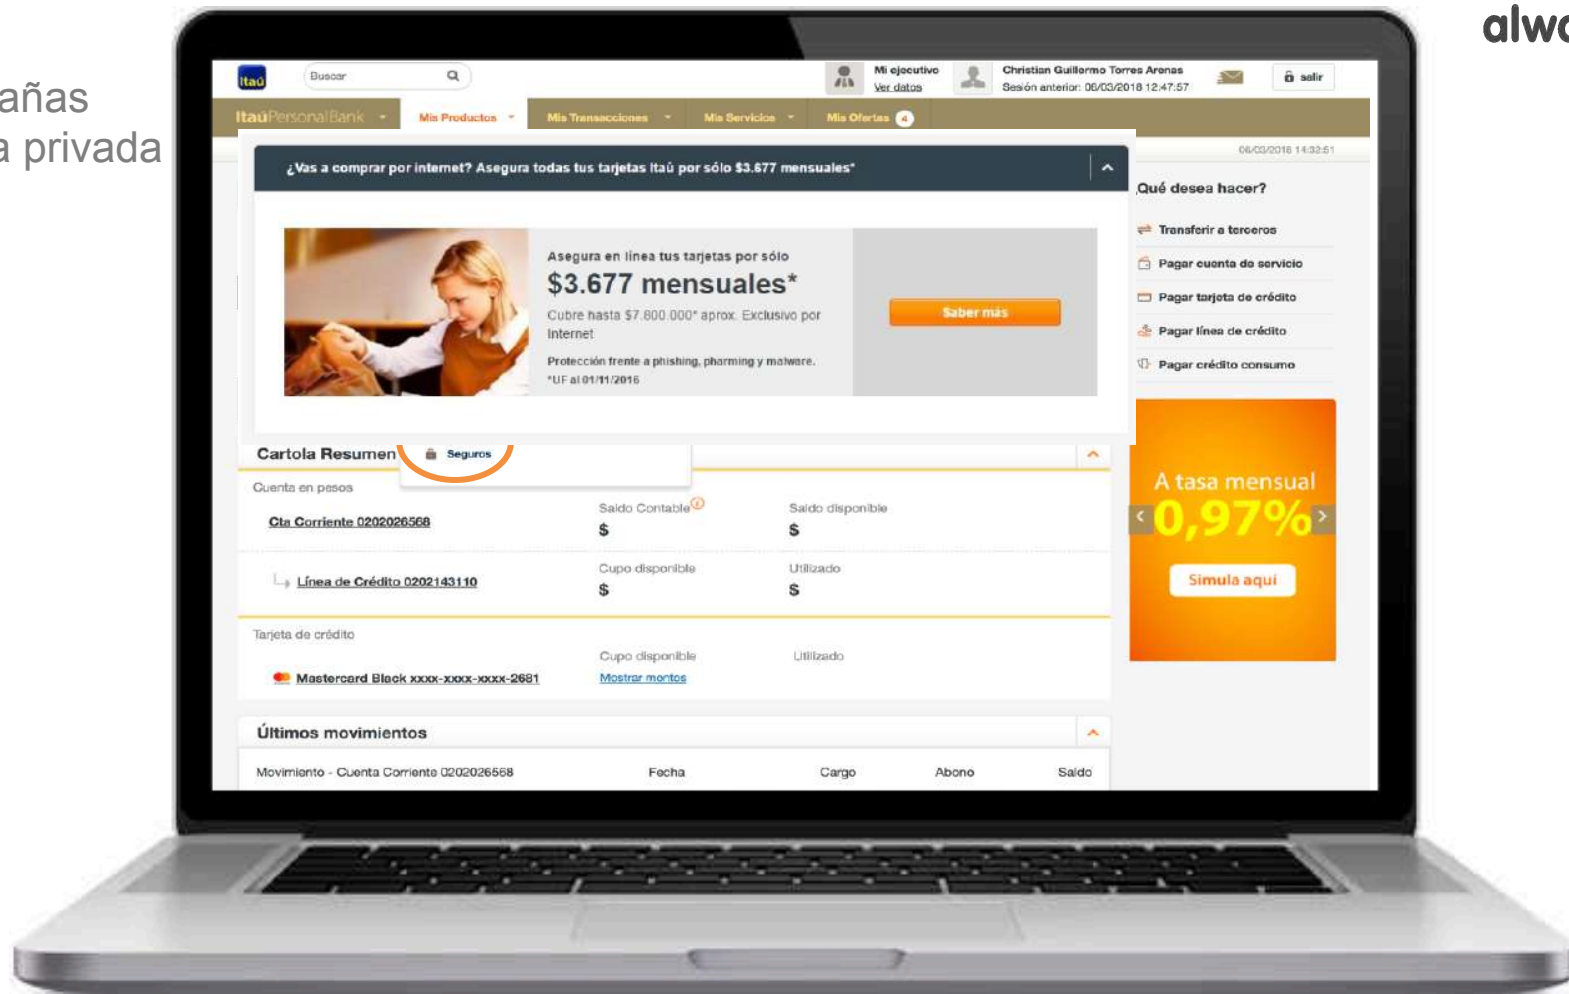 alwa
añas
a privada
Itaú
Buscar
Mi ejecutivo
Ver datos
Christian Guillermo Torres Arenas
Sesión anterior: 06/03/2018 12:47:57
salir
ItaúPersonalBank
Mis Productos
Mis Transacciones
Mis Servicios
Mis Ofertas 4
06/03/2018 14:32:51
¿Vas a comprar por internet? Asegura todas tus tarjetas Itaú por sólo $3.677 mensuales*
Asegura en línea tus tarjetas por sólo
$3.677 mensuales*
Cubre hasta $7.800.000* aprox. Exclusivo por
Internet
Protección frente a phishing, pharming y malware.
*UF al 01/11/2016
Saber más
Qué desea hacer?
Transferir a terceros
Pagar cuenta de servicio
Pagar tarjeta de crédito
Pagar línea de crédito
Pagar crédito consumo
Cartola Resumen
Seguros
Cuenta en pesos
Cta Corriente 0202026568
Saldo Contable
$
Saldo disponible
$
Línea de Crédito 0202143110
Cupo disponible
$
Utilizado
$
Tarjeta de crédito
Mastercard Black xxxx-xxxx-xxxx-2681
Cupo disponible
Mostrar montos
Utilizado
A tasa mensual
0,97%
Simula aquí
Últimos movimientos
Movimiento - Cuenta Corriente 0202026568
Fecha
Cargo
Abono
Saldo